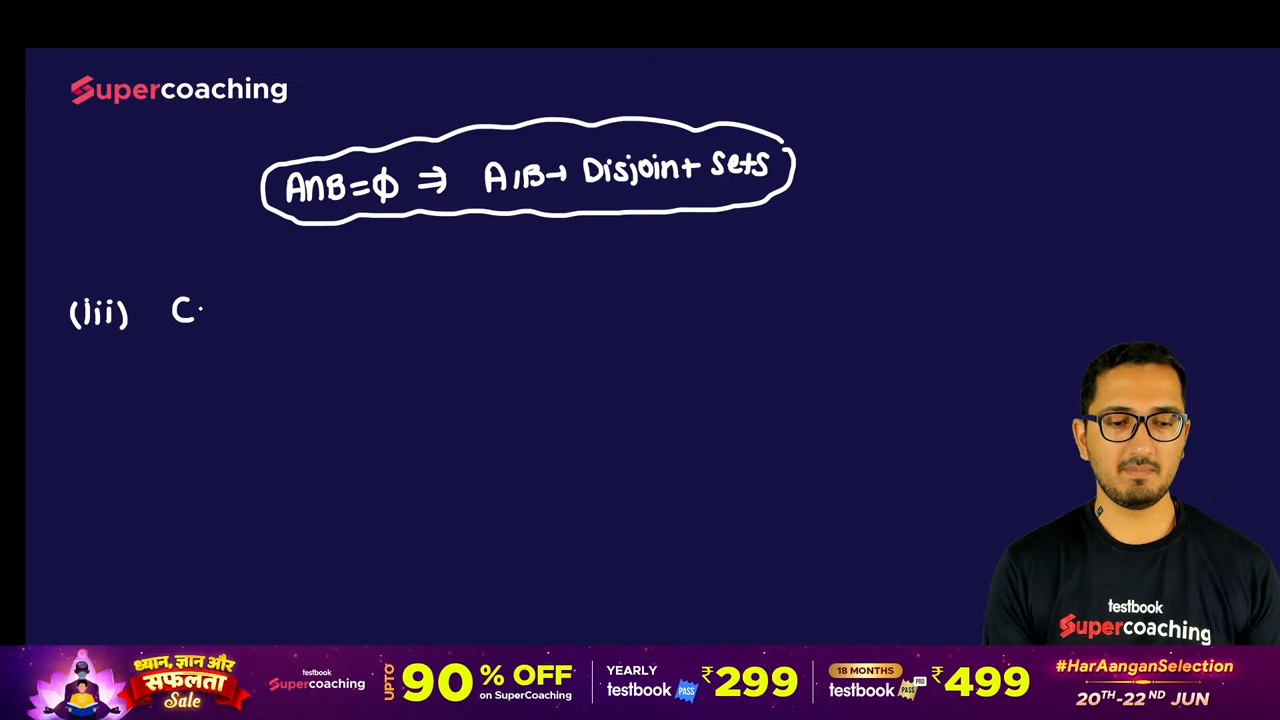 Supercoaching
A∩B=ϕ ⇒ A,B→ Disjoint Sets
(iii) C
testbook
Supercoaching
ध्यान, ज्ञान और
सफलता
Sale
testbook
Supercoaching
UPTO 90% OFF
on SuperCoaching
YEARLY
testbook PASS ₹299
18 MONTHS
testbook PASS PRO ₹499
#HarAanganSelection
20TH-22ND JUN